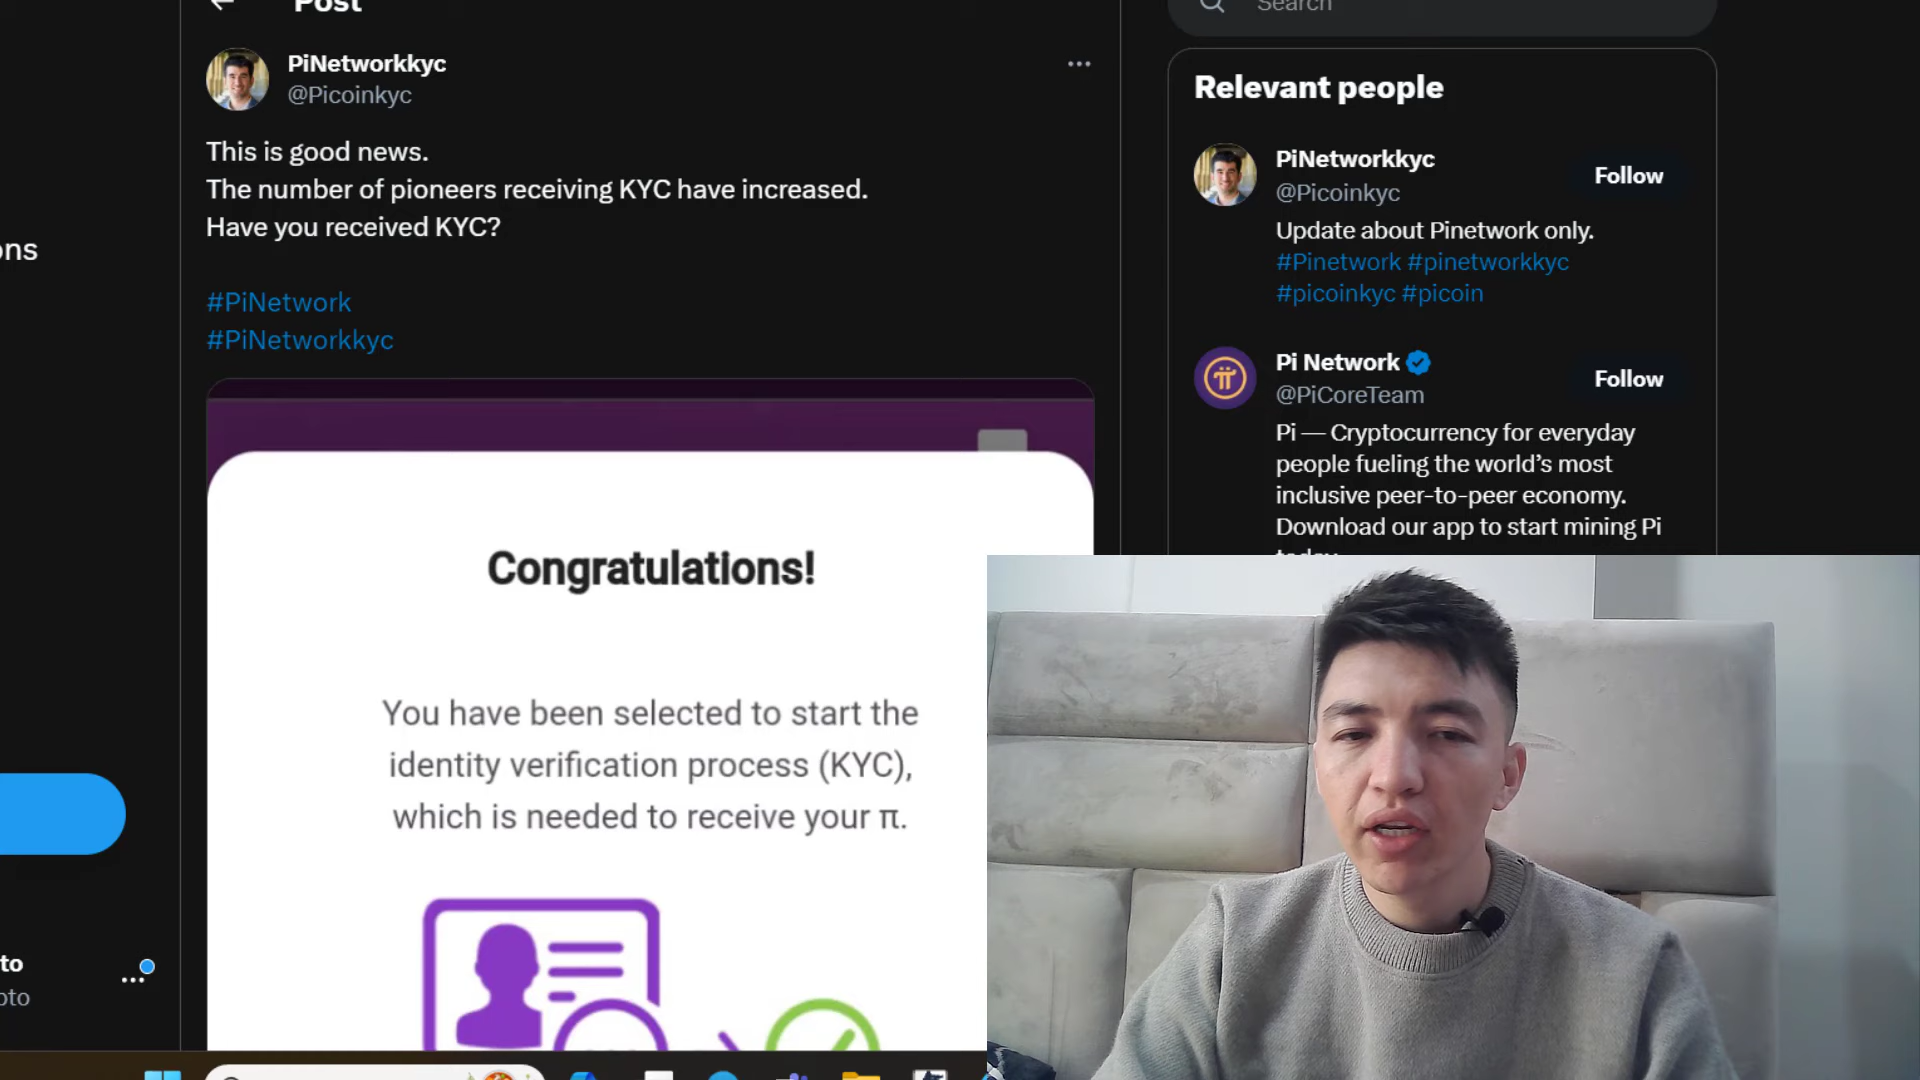 Post
Search
PiNetworkkyc
@Picoinkyc
This is good news.
The number of pioneers receiving KYC have increased.
Have you received KYC?
#PiNetwork
#PiNetworkkyc
Congratulations!
You have been selected to start the
identity verification process (KYC),
which is needed to receive your π.
Relevant people
PiNetworkkyc
@Picoinkyc
Follow
Update about Pinetwork only.
#Pinetwork #pinetworkkyc
#picoinkyc #picoin
Pi Network
@PiCoreTeam
Follow
Pi — Cryptocurrency for everyday
people fueling the world's most
inclusive peer-to-peer economy.
Download our app to start mining Pi
today.
ons
to
oto